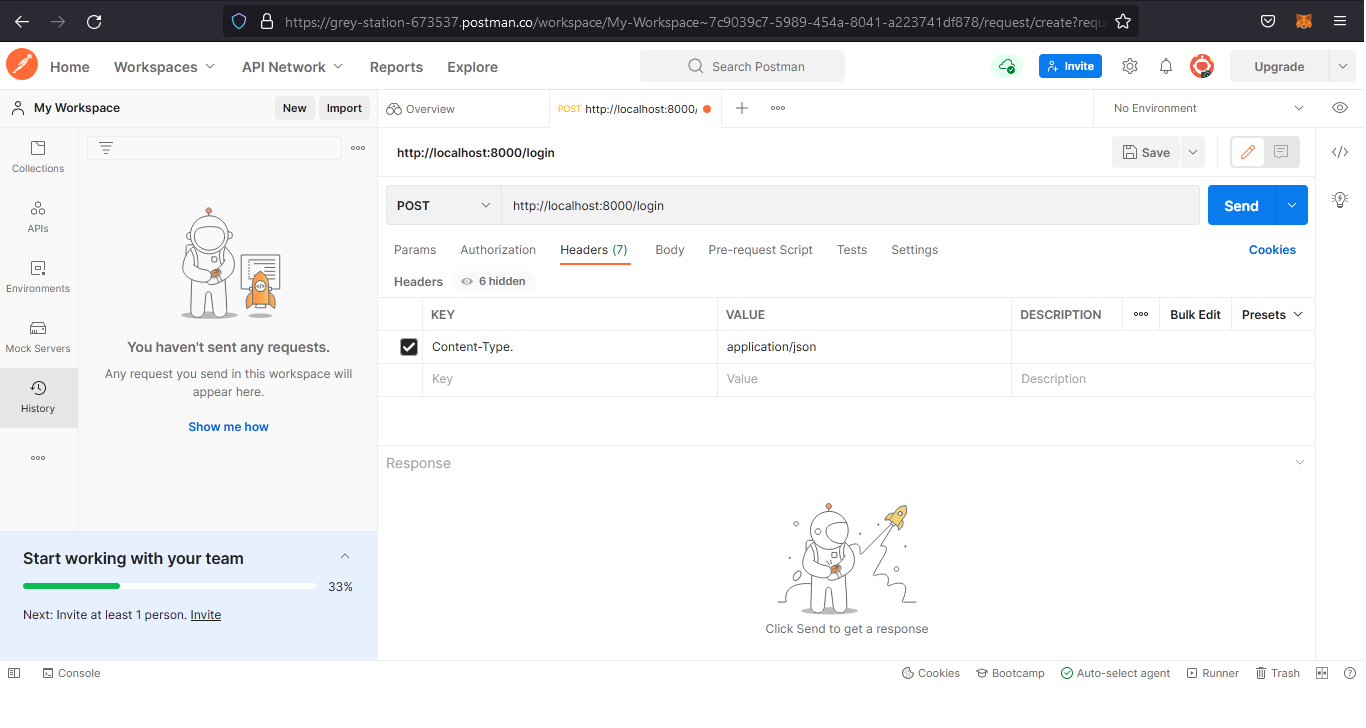 https://grey-station-673537.postman.co/workspace/My-Workspace~7c9039c7-5989-454a-8041-a223741df878/request/create?requ
Home Workspaces API Network Reports Explore Search Postman Invite Upgrade
My Workspace New Import Overview POST http://localhost:8000/ No Environment
Collections
APIs
Environments
Mock Servers
History
You haven't sent any requests.
Any request you send in this workspace will
appear here.
Show me how
http://localhost:8000/login Save
POST http://localhost:8000/login Send
Params Authorization Headers (7) Body Pre-request Script Tests Settings Cookies
Headers 6 hidden
KEY VALUE DESCRIPTION Bulk Edit Presets
Content-Type. application/json
Key Value Description
Response
Click Send to get a response
Start working with your team
33%
Next: Invite at least 1 person. Invite
Console Cookies Bootcamp Auto-select agent Runner Trash